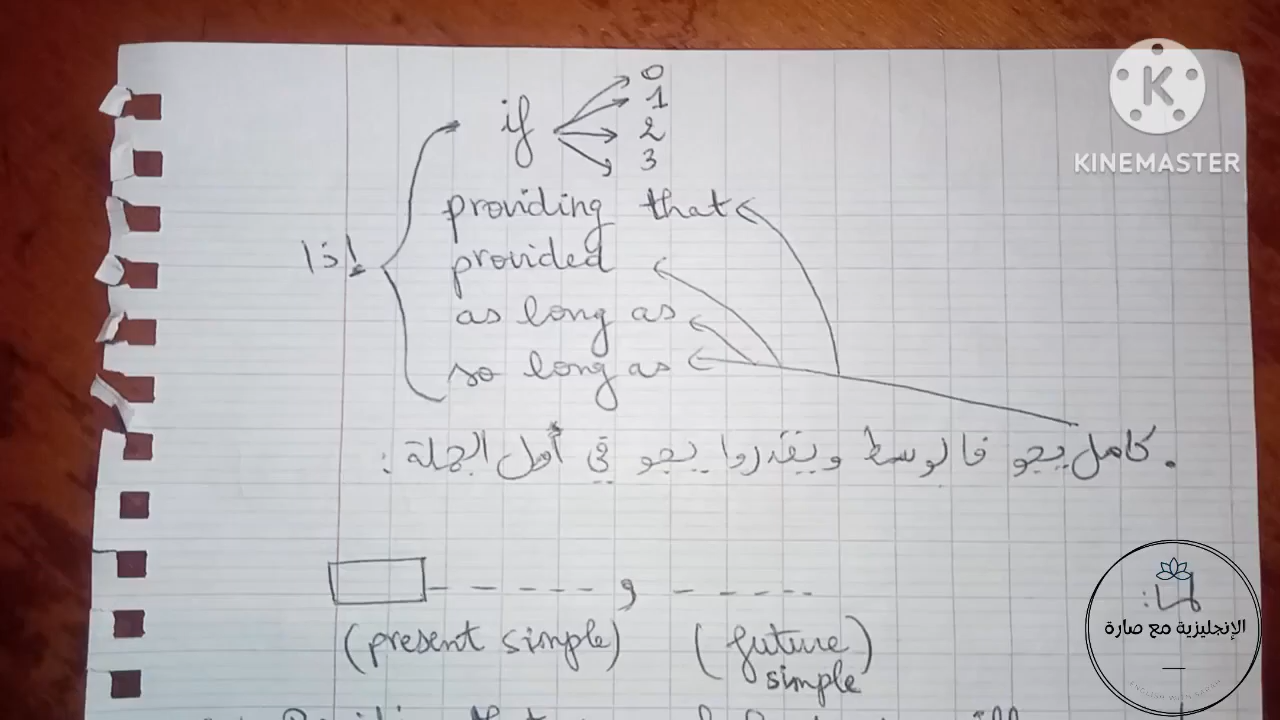 if
0
1
2
3
providing that
إذا
provided
as long as
so long as
. كامل يجو فالوسط ويقدروا يجو في أول الجملة :
- - - - - , - - - - -
(present simple) (future simple)
K
KINEMASTER
الإنجليزية مع صارة